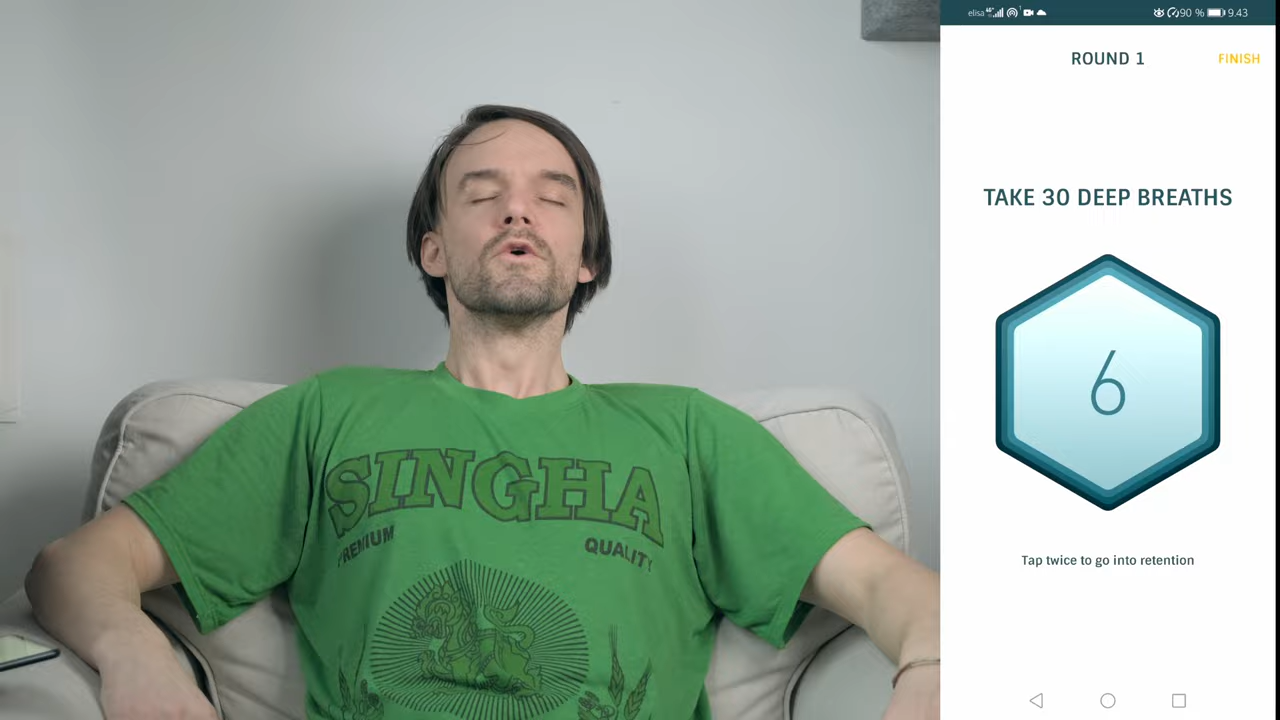 elisa 90 % 9.43
ROUND 1 FINISH
TAKE 30 DEEP BREATHS
6
Tap twice to go into retention
SINGHA
PREMIUM QUALITY